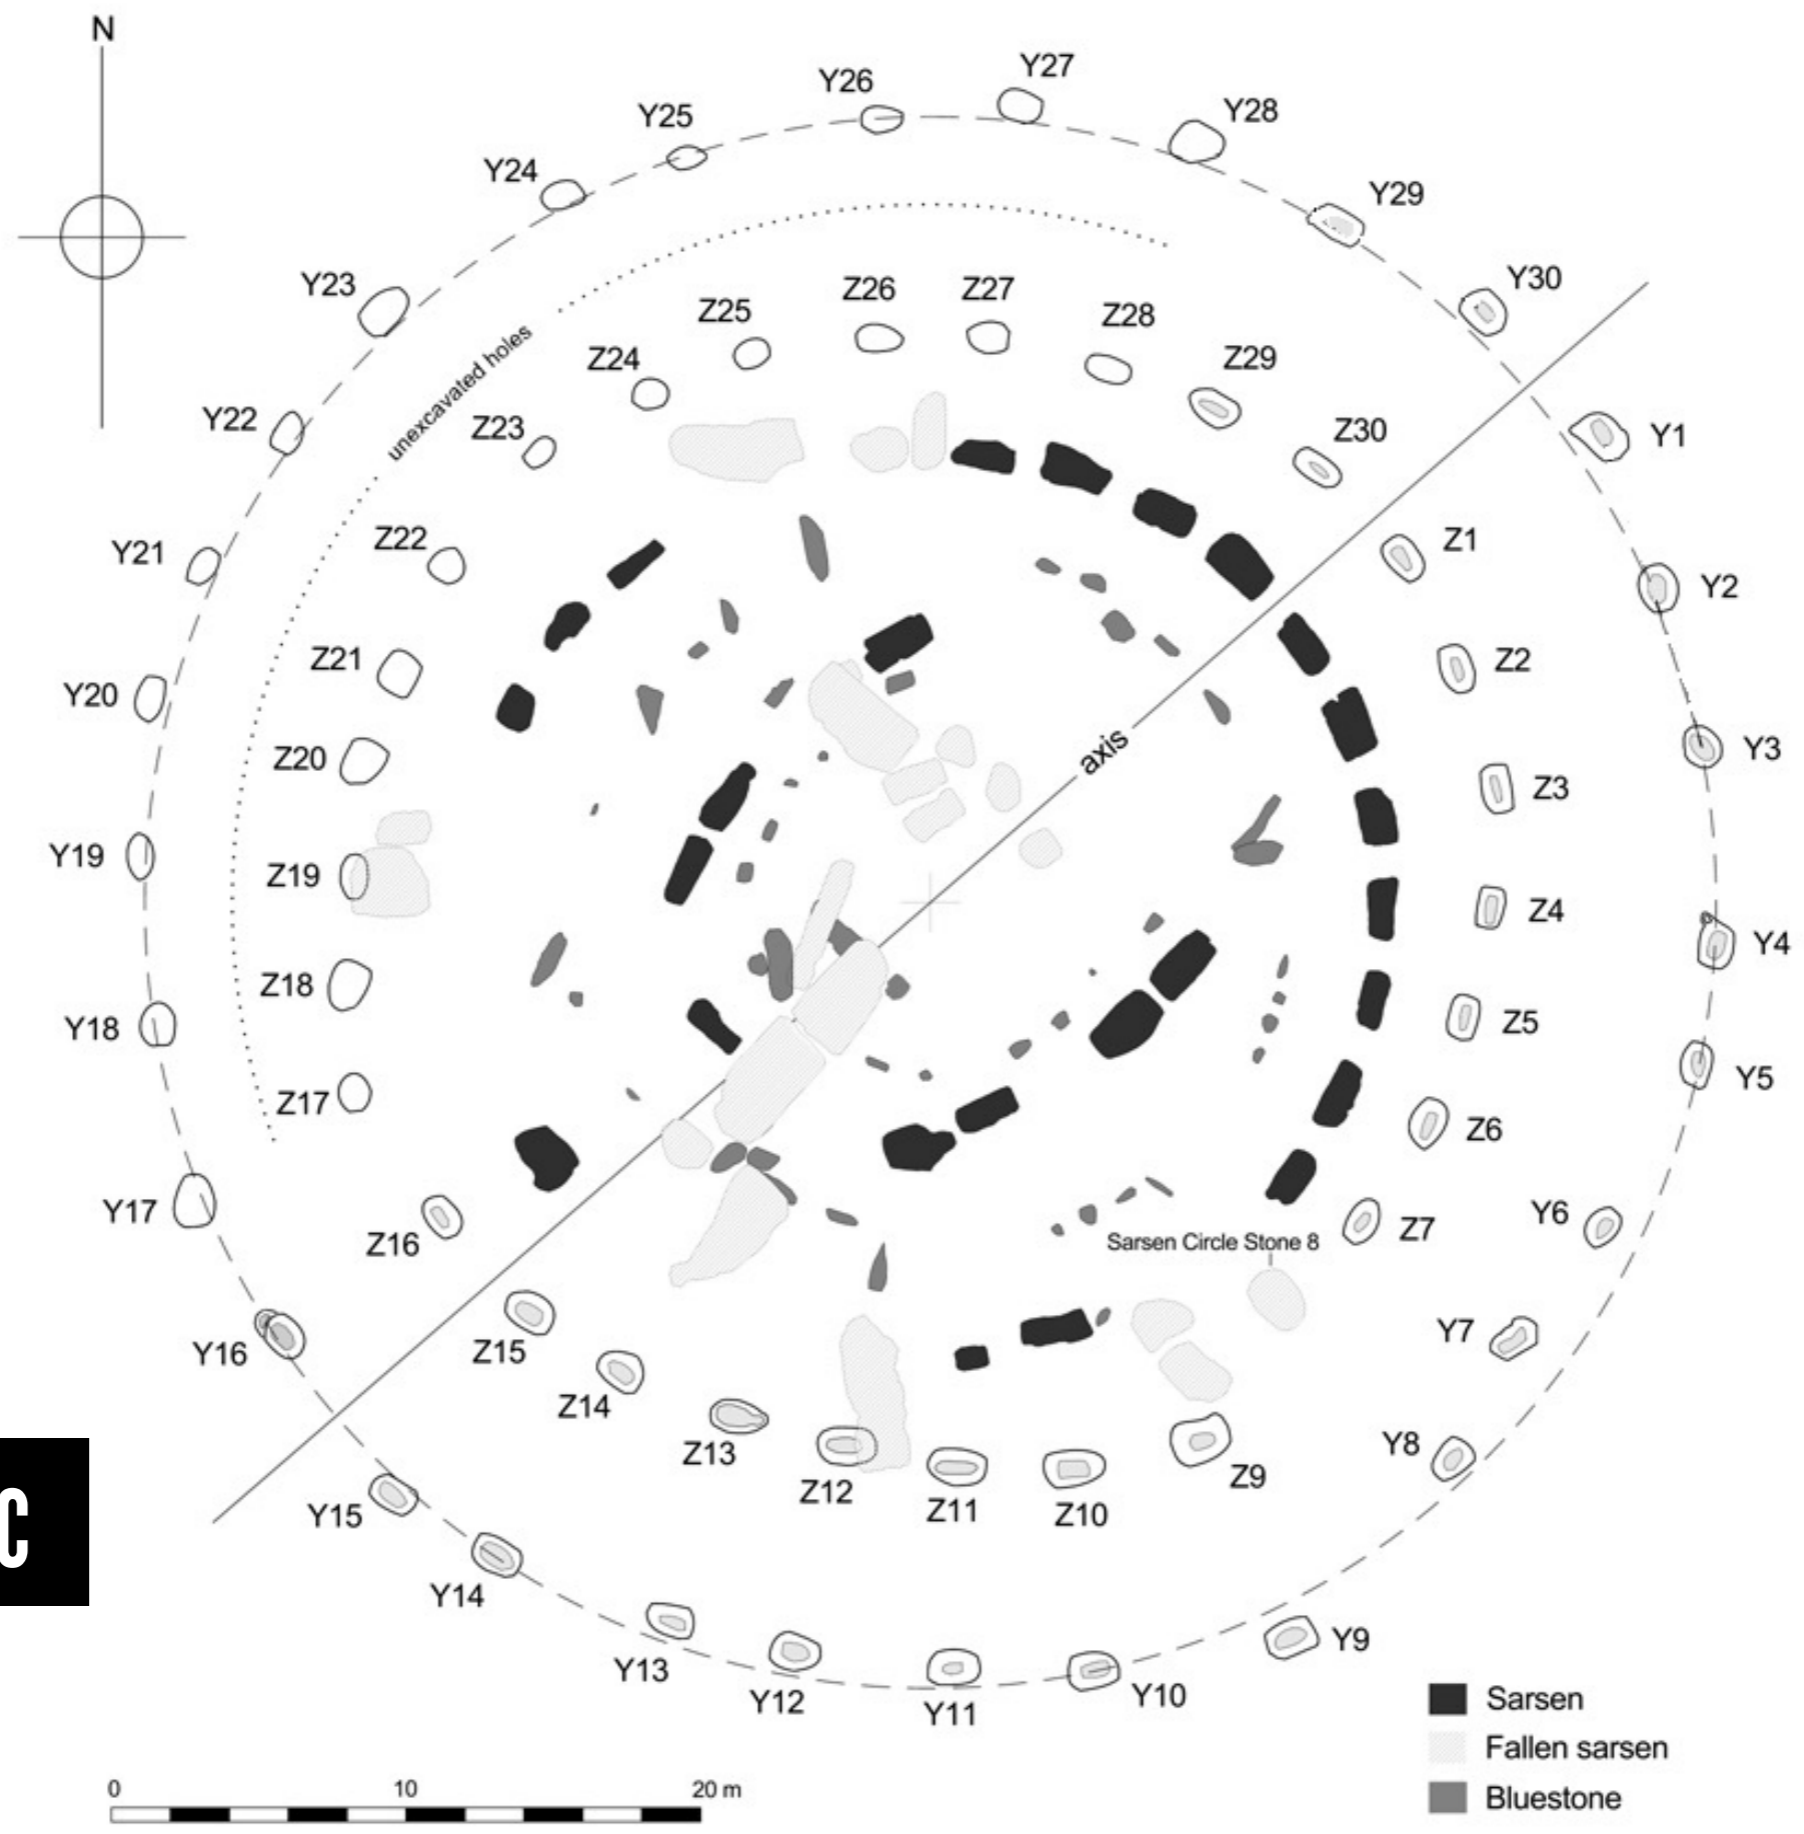 N
Y27
Y26
Y28
Y25
Y24
Y29
Y30
Y23
Z26
Z27
Z25
Z28
unexcavated holes
Z24
Z29
Y22
Z23
Z30
Y1
Z22
Z1
Y21
Y2
Z21
Z2
Y20
axis
Y3
Z20
Z3
Y19
Z19
Z4
Y4
Z18
Z5
Y18
Y5
Z17
Z6
Y17
Z16
Z7
Y6
Sarsen Circle Stone 8
Y7
Y16
Z15
Z14
Y8
Z13
Z9
Z12
Z11
Z10
Y15
C
Y14
Y9
Y13
Y12
Y11
Y10
Sarsen
Fallen sarsen
Bluestone
0 10 20 m